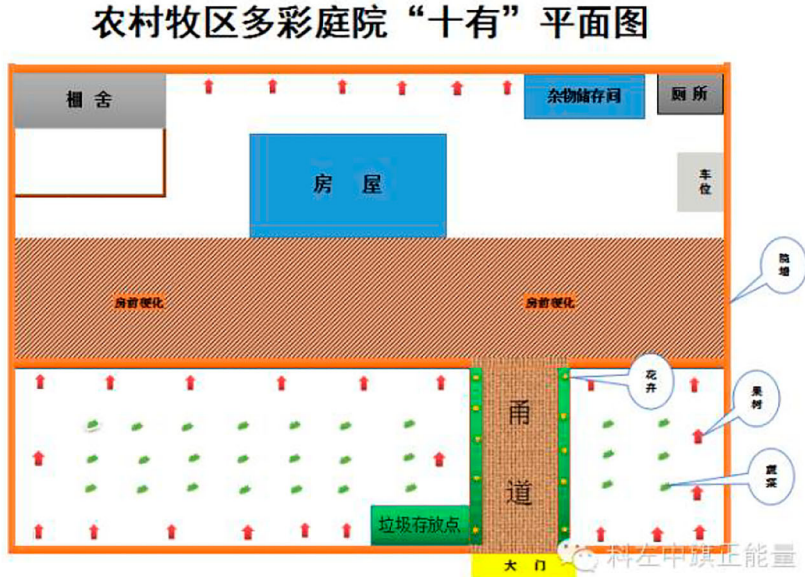 农村牧区多彩庭院“十有”平面图
棚 舍
杂物储存间
厕 所
房 屋
车位
院墙
房前硬化
房前硬化
花卉
果树
甬道
蔬菜
垃圾存放点
大 门
科左中旗正能量